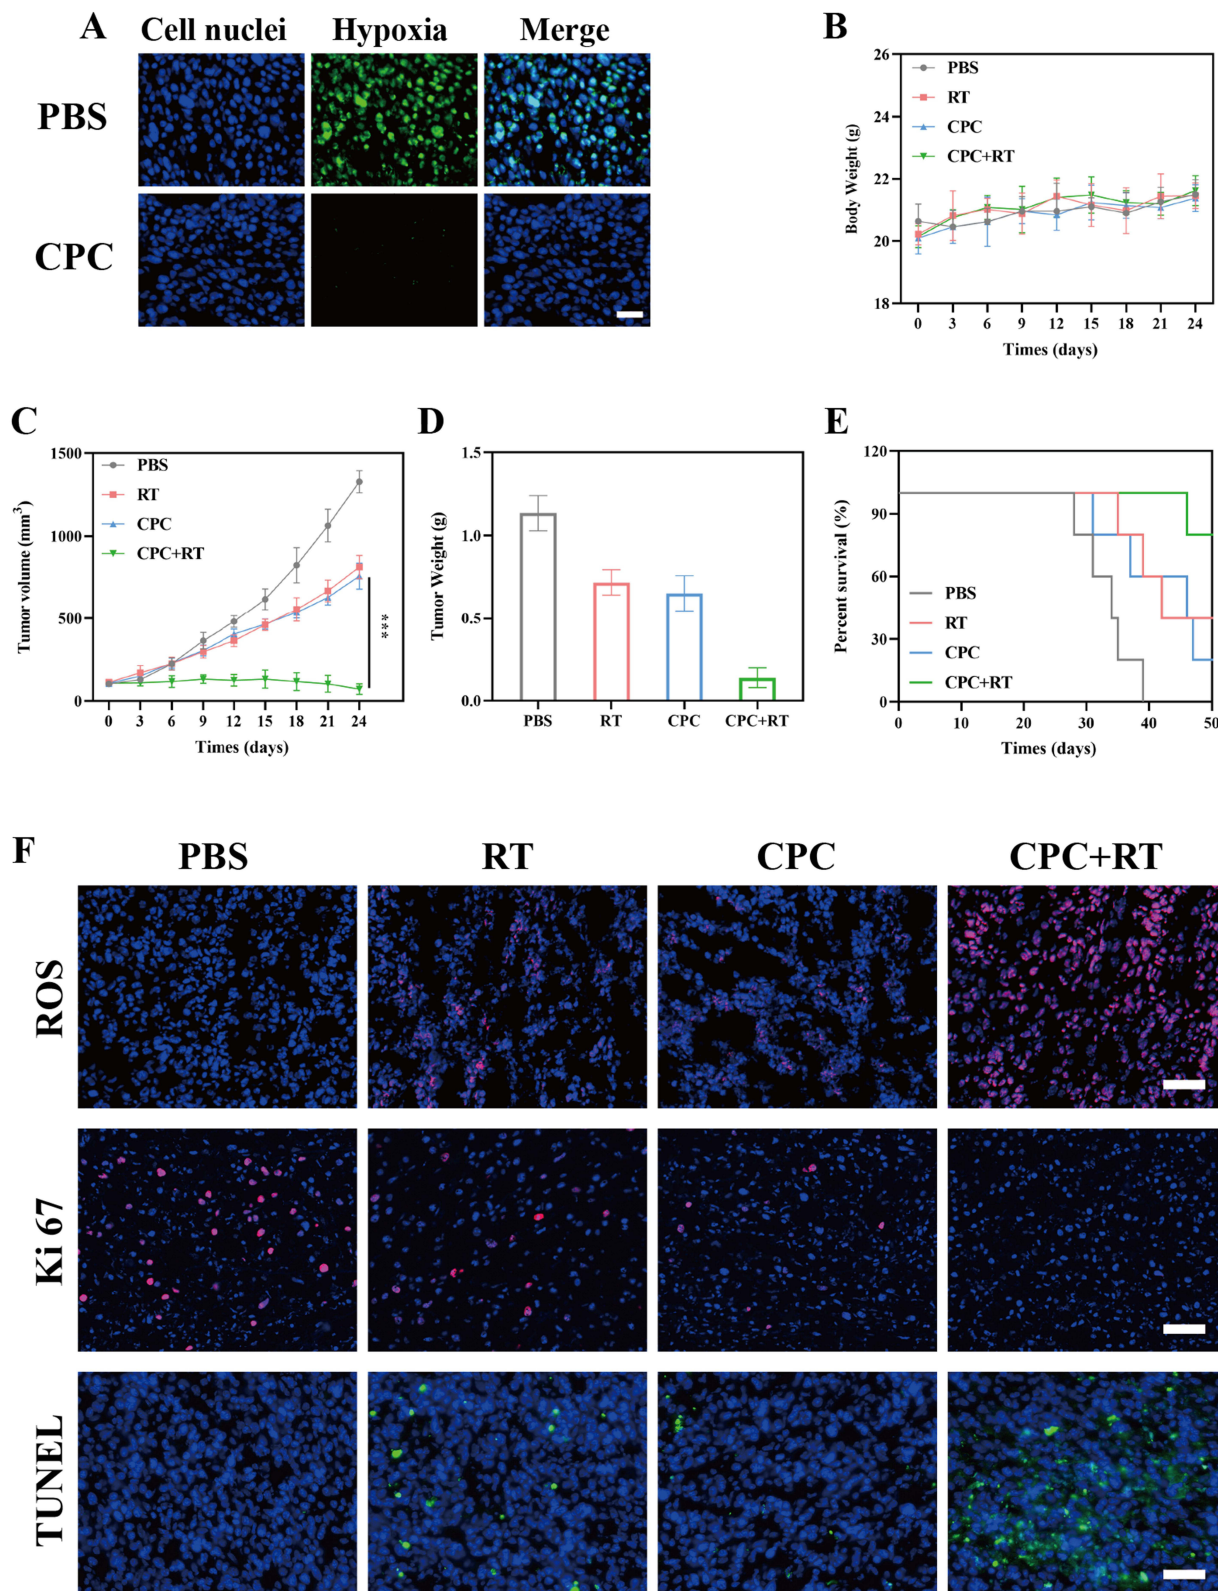 A
Cell nuclei Hypoxia Merge
PBS
CPC
B
PBS
RT
CPC
CPC+RT
26
24
22
20
18
Body Weight (g)
0 3 6 9 12 15 18 21 24
Times (days)
C
PBS
RT
CPC
CPC+RT
1500
1000
500
0
Tumor volume (mm³)
***
0 3 6 9 12 15 18 21 24
Times (days)
D
1.5
1.0
0.5
0.0
Tumor Weight (g)
PBS RT CPC CPC+RT
E
120
90
60
30
0
Percent survival (%)
PBS
RT
CPC
CPC+RT
0 10 20 30 40 50
Times (days)
F
PBS RT CPC CPC+RT
ROS
Ki 67
TUNEL